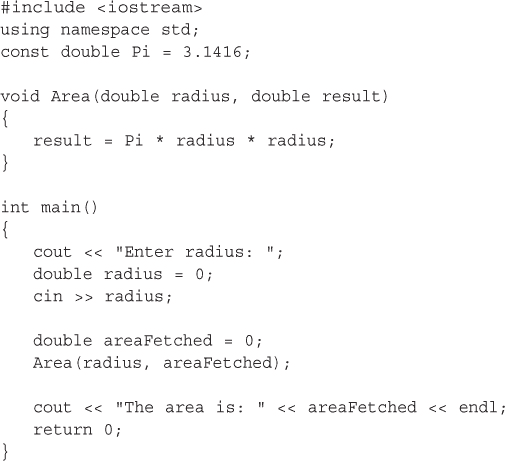 #include <iostream>
using namespace std;
const double Pi = 3.1416;

void Area(double radius, double result)
{
   result = Pi * radius * radius;
}

int main()
{
   cout << "Enter radius: ";
   double radius = 0;
   cin >> radius;

   double areaFetched = 0;
   Area(radius, areaFetched);

   cout << "The area is: " << areaFetched << endl;
   return 0;
}